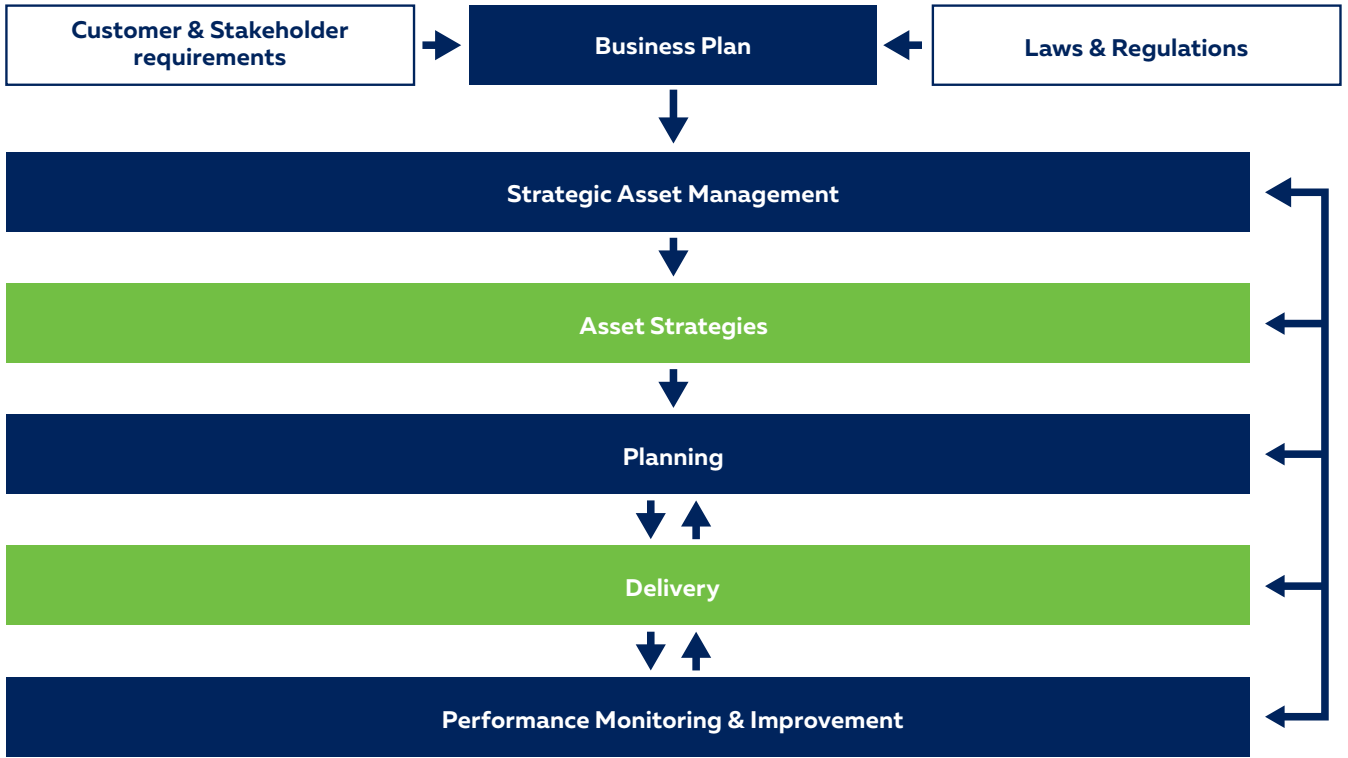 Customer & Stakeholder
requirements
Business Plan
Laws & Regulations
Strategic Asset Management
Asset Strategies
Planning
Delivery
Performance Monitoring & Improvement